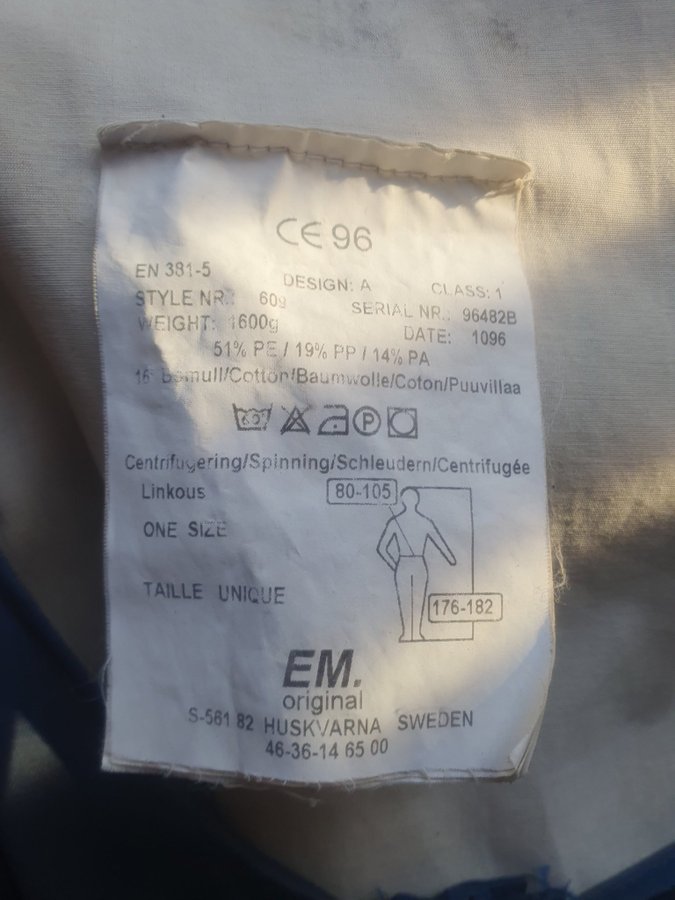 CE 96
EN 381-5 DESIGN: A CLASS: 1
STYLE NR.: 609 SERIAL NR.: 96482B
WEIGHT: 1600g DATE: 1096
51% PE / 19% PP / 14% PA
Bomull/Cotton/Baumwolle/Coton/Puuvillaa
P
Centrifugering/Spinning/Schleudern/Centrifugée
Linkous 80-105
ONE SIZE
TAILLE UNIQUE
176-182
EM.
original
S-561 82 HUSKVARNA SWEDEN
46-36-14 65 00